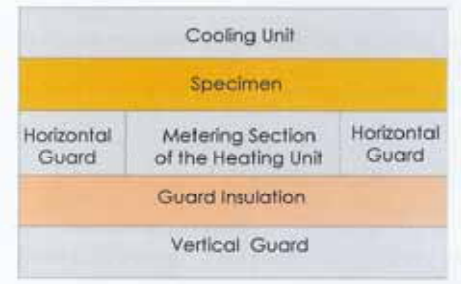 Cooling Unit
Specimen
Horizontal Guard
Metering Section of the Heating Unit
Horizontal Guard
Guard Insulation
Vertical Guard